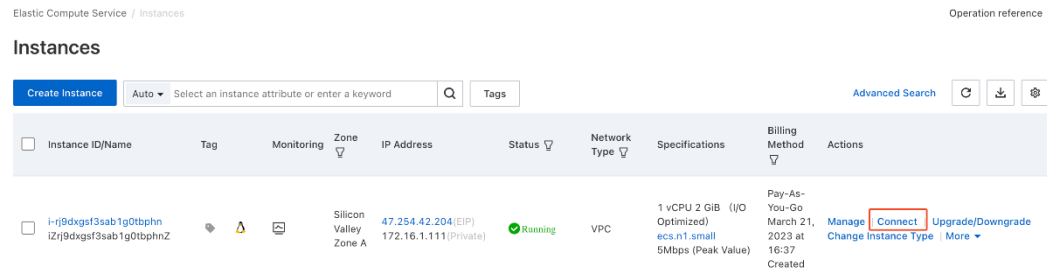 Elastic Compute Service / Instances
Operation reference
Instances
Create Instance
Auto
Select an instance attribute or enter a keyword
Tags
Advanced Search
Instance ID/Name
Tag
Monitoring
Zone
IP Address
Status
Network Type
Specifications
Billing Method
Actions
i-rj9dxgsf3sab1g0tbphn
iZrj9dxgsf3sab1g0tbphnZ
Silicon
Valley
Zone A
47.254.42.204(EIP)
172.16.1.111(Private)
Running
VPC
1 vCPU 2 GiB (I/O
Optimized)
ecs.n1.small
5Mbps (Peak Value)
Pay-As-
You-Go
March 21,
2023 at
16:37
Created
Manage | Connect | Upgrade/Downgrade
Change Instance Type | More